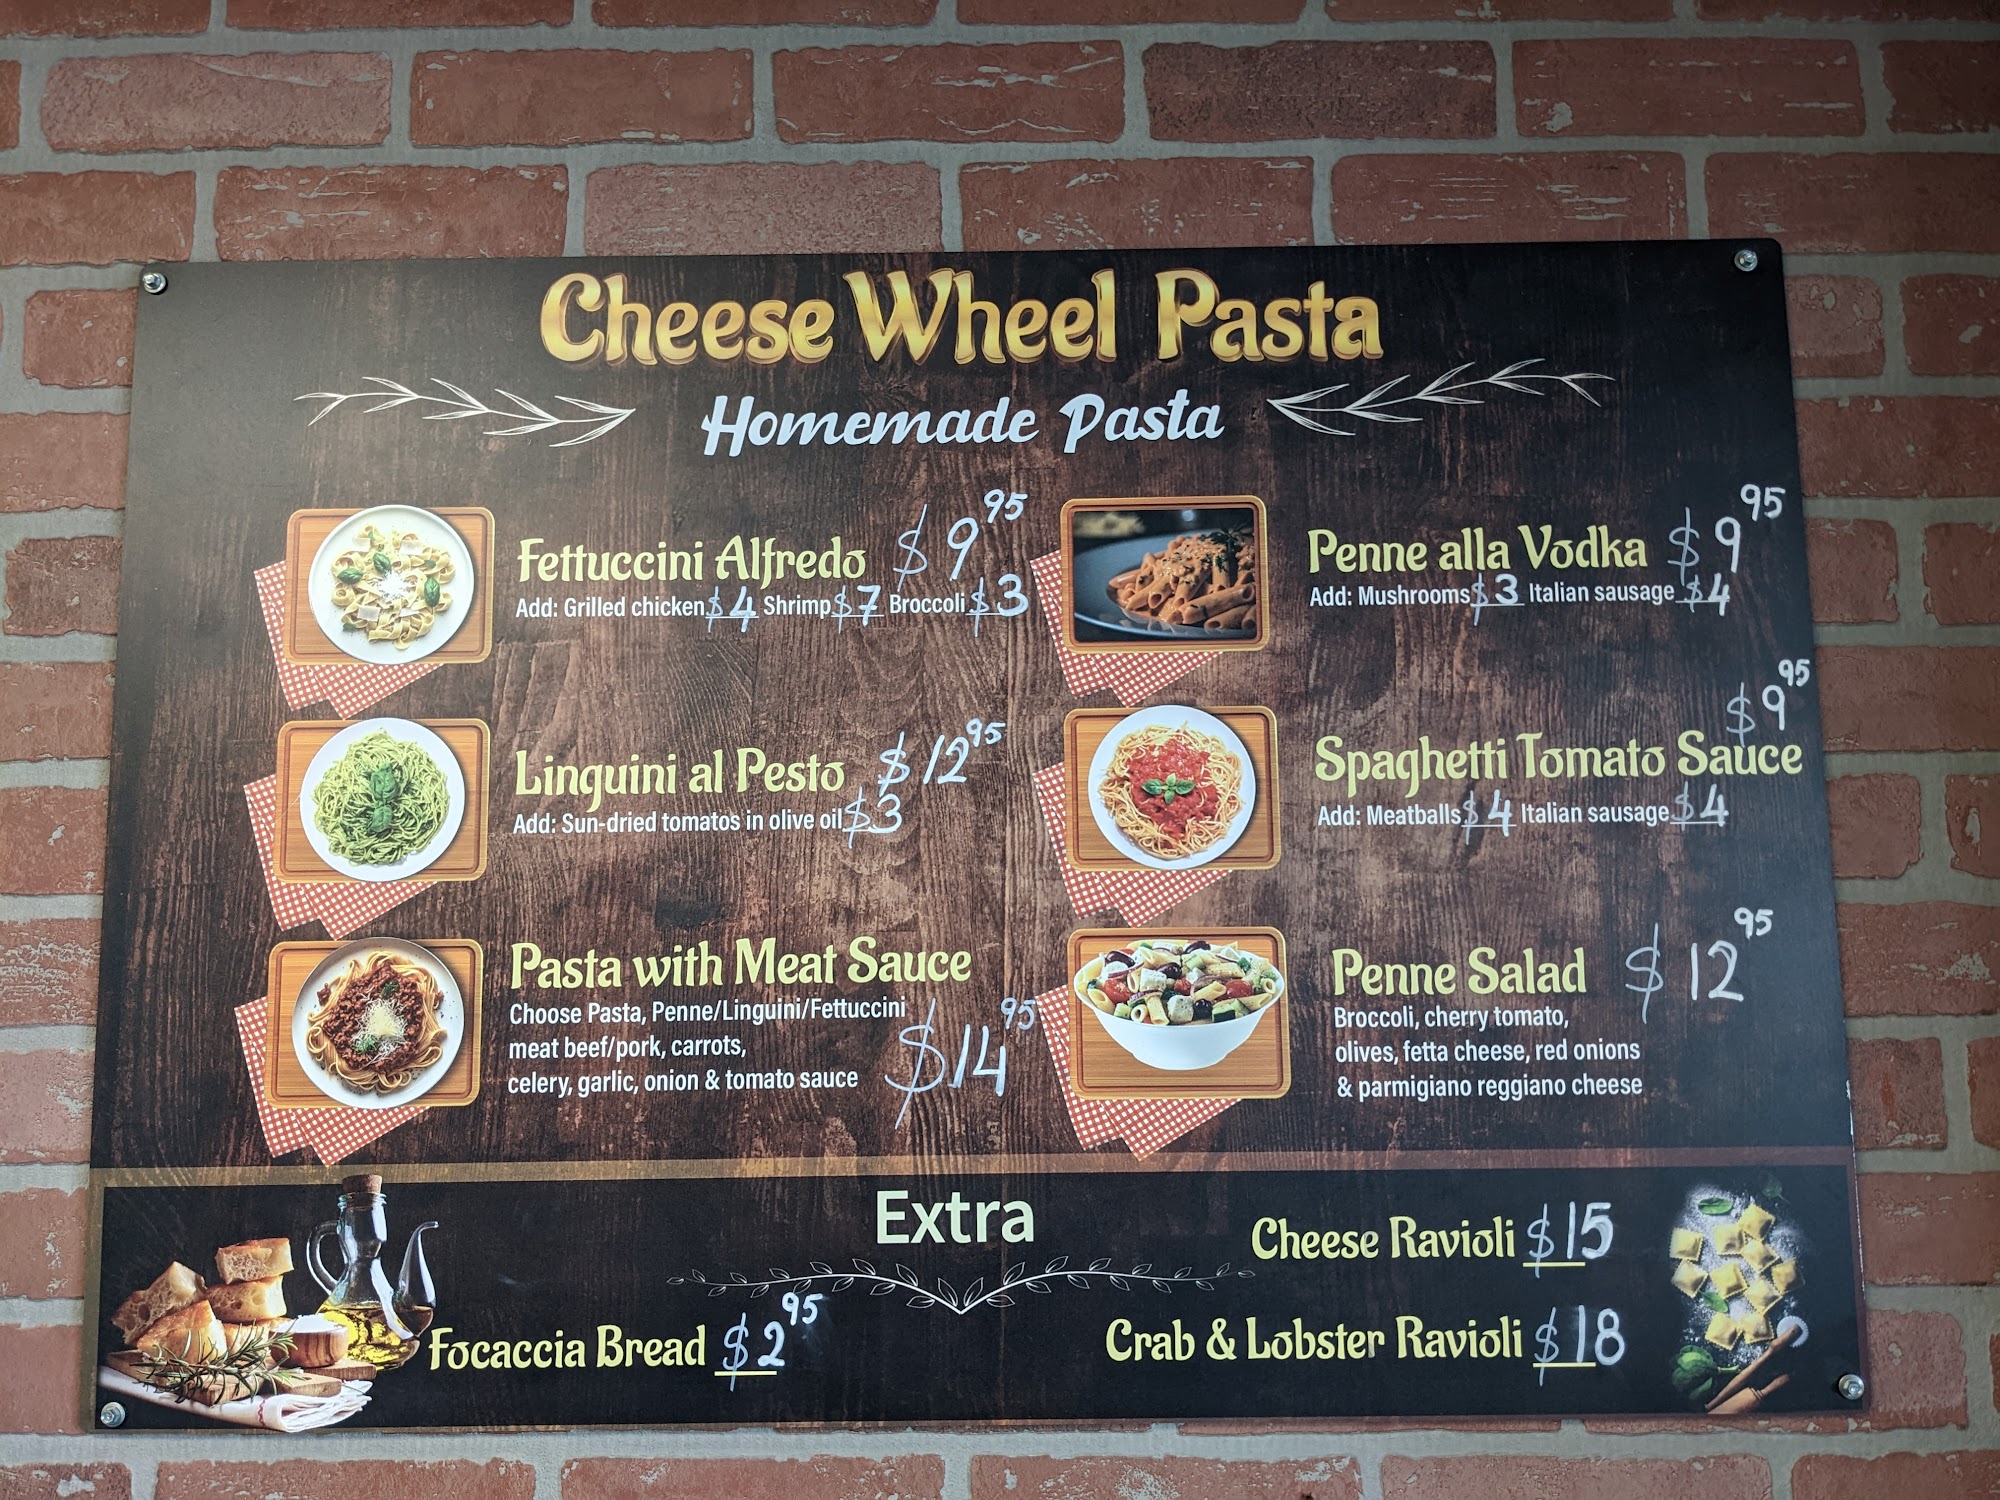 Cheese Wheel Pasta
Homemade Pasta
Fettuccini Alfredo $9.95
Add: Grilled chicken $4 Shrimp $7 Broccoli $3
Linguini al Pesto $12.95
Add: Sun-dried tomatos in olive oil $3
Pasta with Meat Sauce
Choose Pasta, Penne/Linguini/Fettuccini
meat beef/pork, carrots, $14.95
celery, garlic, onion & tomato sauce
Penne alla Vodka $9.95
Add: Mushrooms $3 Italian sausage $4
$9.95
Spaghetti Tomato Sauce
Add: Meatballs $4 Italian sausage $4
Penne Salad $12.95
Broccoli, cherry tomato,
olives, fetta cheese, red onions
& parmigiano reggiano cheese
Extra
Focaccia Bread $2.95
Cheese Ravioli $15
Crab & Lobster Ravioli $18